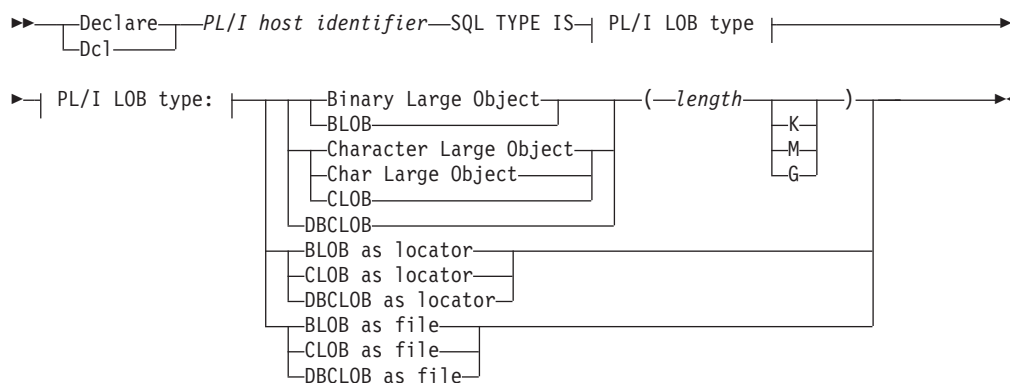 Declare PL/I host identifier SQL TYPE IS PL/I LOB type
Dcl
PL/I LOB type: Binary Large Object ( length )
BLOB K
Character Large Object M
Char Large Object G
CLOB
DBCLOB
BLOB as locator
CLOB as locator
DBCLOB as locator
BLOB as file
CLOB as file
DBCLOB as file